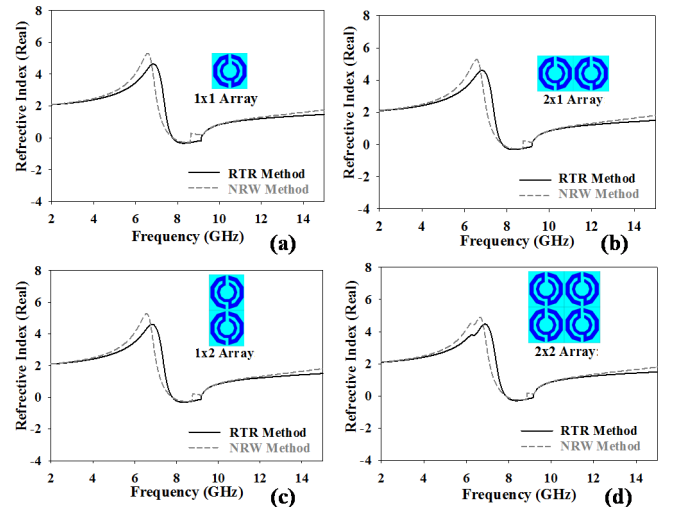 Refrective Index (Real)
8
6
4
2
0
-2
-4
1x1 Array
RTR Method
NRW Method
2 4 6 8 10 12 14
Frequency (GHz)
(a)
Refrective Index (Real)
8
6
4
2
0
-2
-4
2x1 Array
RTR Method
NRW Method
2 4 6 8 10 12 14
Frequency (GHz)
(b)
Refrective Index (Real)
8
6
4
2
0
-2
-4
1x2 Array
RTR Method
NRW Method
2 4 6 8 10 12 14
Frequency (GHz)
(c)
Refrective Index (Real)
8
6
4
2
0
-2
-4
2x2 Array:
RTR Method
NRW Method
2 4 6 8 10 12 14
Frequency (GHz)
(d)